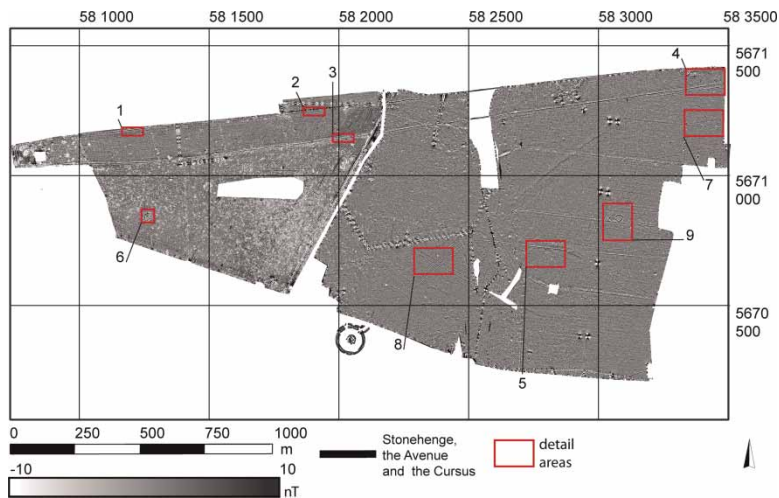 58 1000 58 1500 58 2000 58 2500 58 3000 58 3500
5671
500
1 2 3 4
7
5671
000
6
9
8
5
5670
500
0 250 500 750 1000
m
Stonehenge,
the Avenue
and the Cursus
detail
areas
-10 10
nT